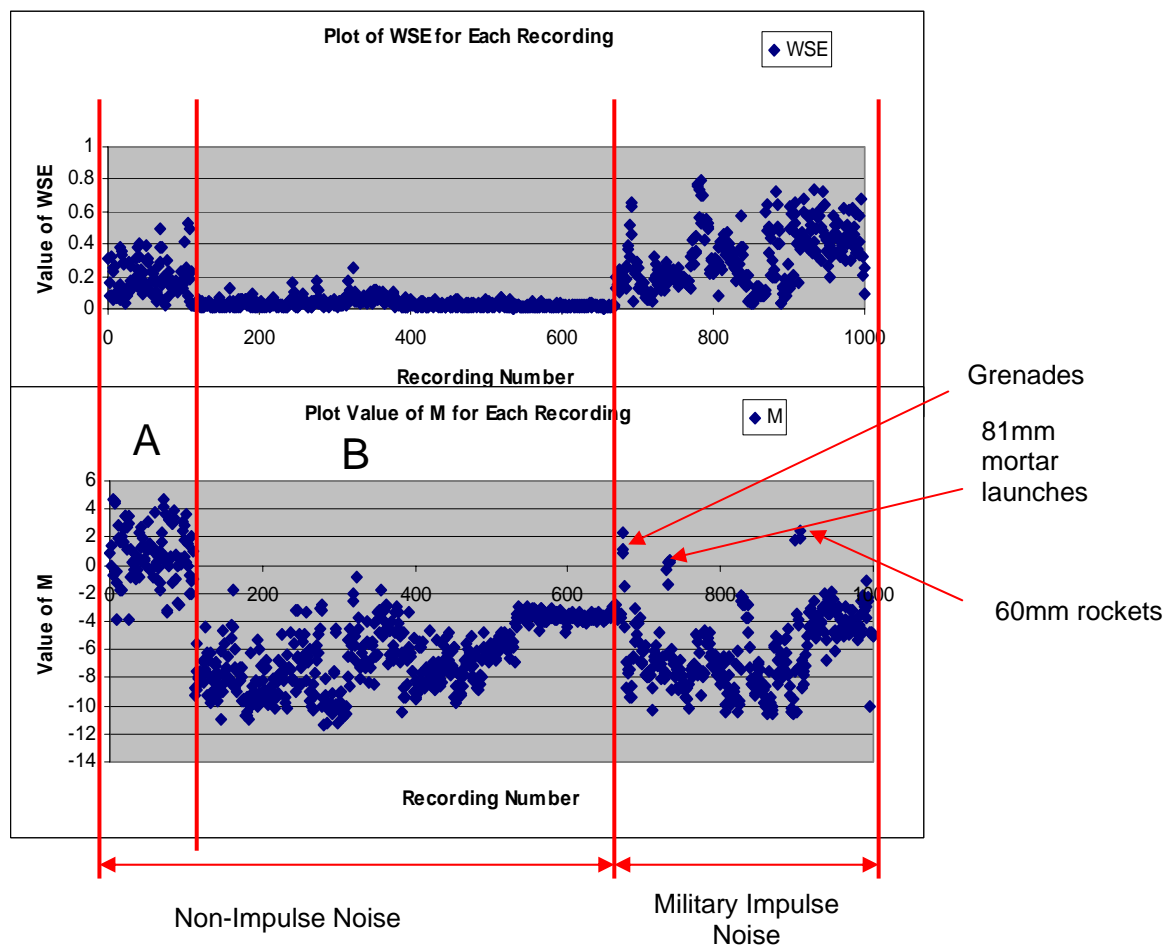 Plot of WSE for Each Recording
WSE
1
0.8
0.6
0.4
0.2
0
Value of WSE
0 200 400 600 800 1000
Recording Number
Plot Value of M for Each Recording
M
A
B
6
4
2
0
-2
-4
-6
-8
-10
-12
-14
Value of M
0 200 400 600 800 1000
Recording Number
Grenades
81mm
mortar
launches
60mm rockets
Non-Impulse Noise
Military Impulse
Noise